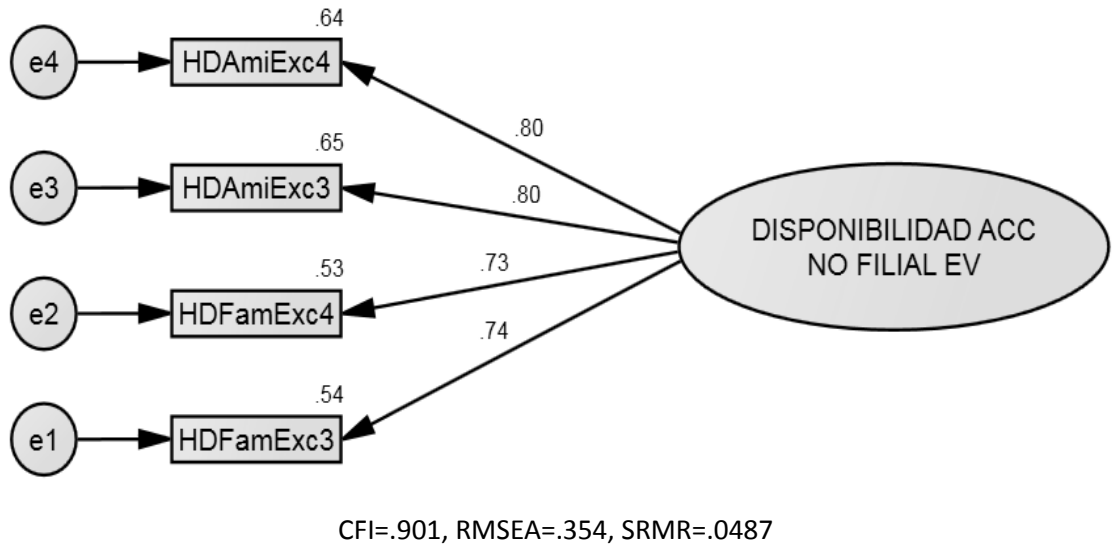 .64
e4 HDAmiExc4
.80
.65
e3 HDAmiExc3
.80
DISPONIBILIDAD ACC
NO FILIAL EV
.53
.73
e2 HDFamExc4
.74
.54
e1 HDFamExc3
CFI=.901, RMSEA=.354, SRMR=.0487